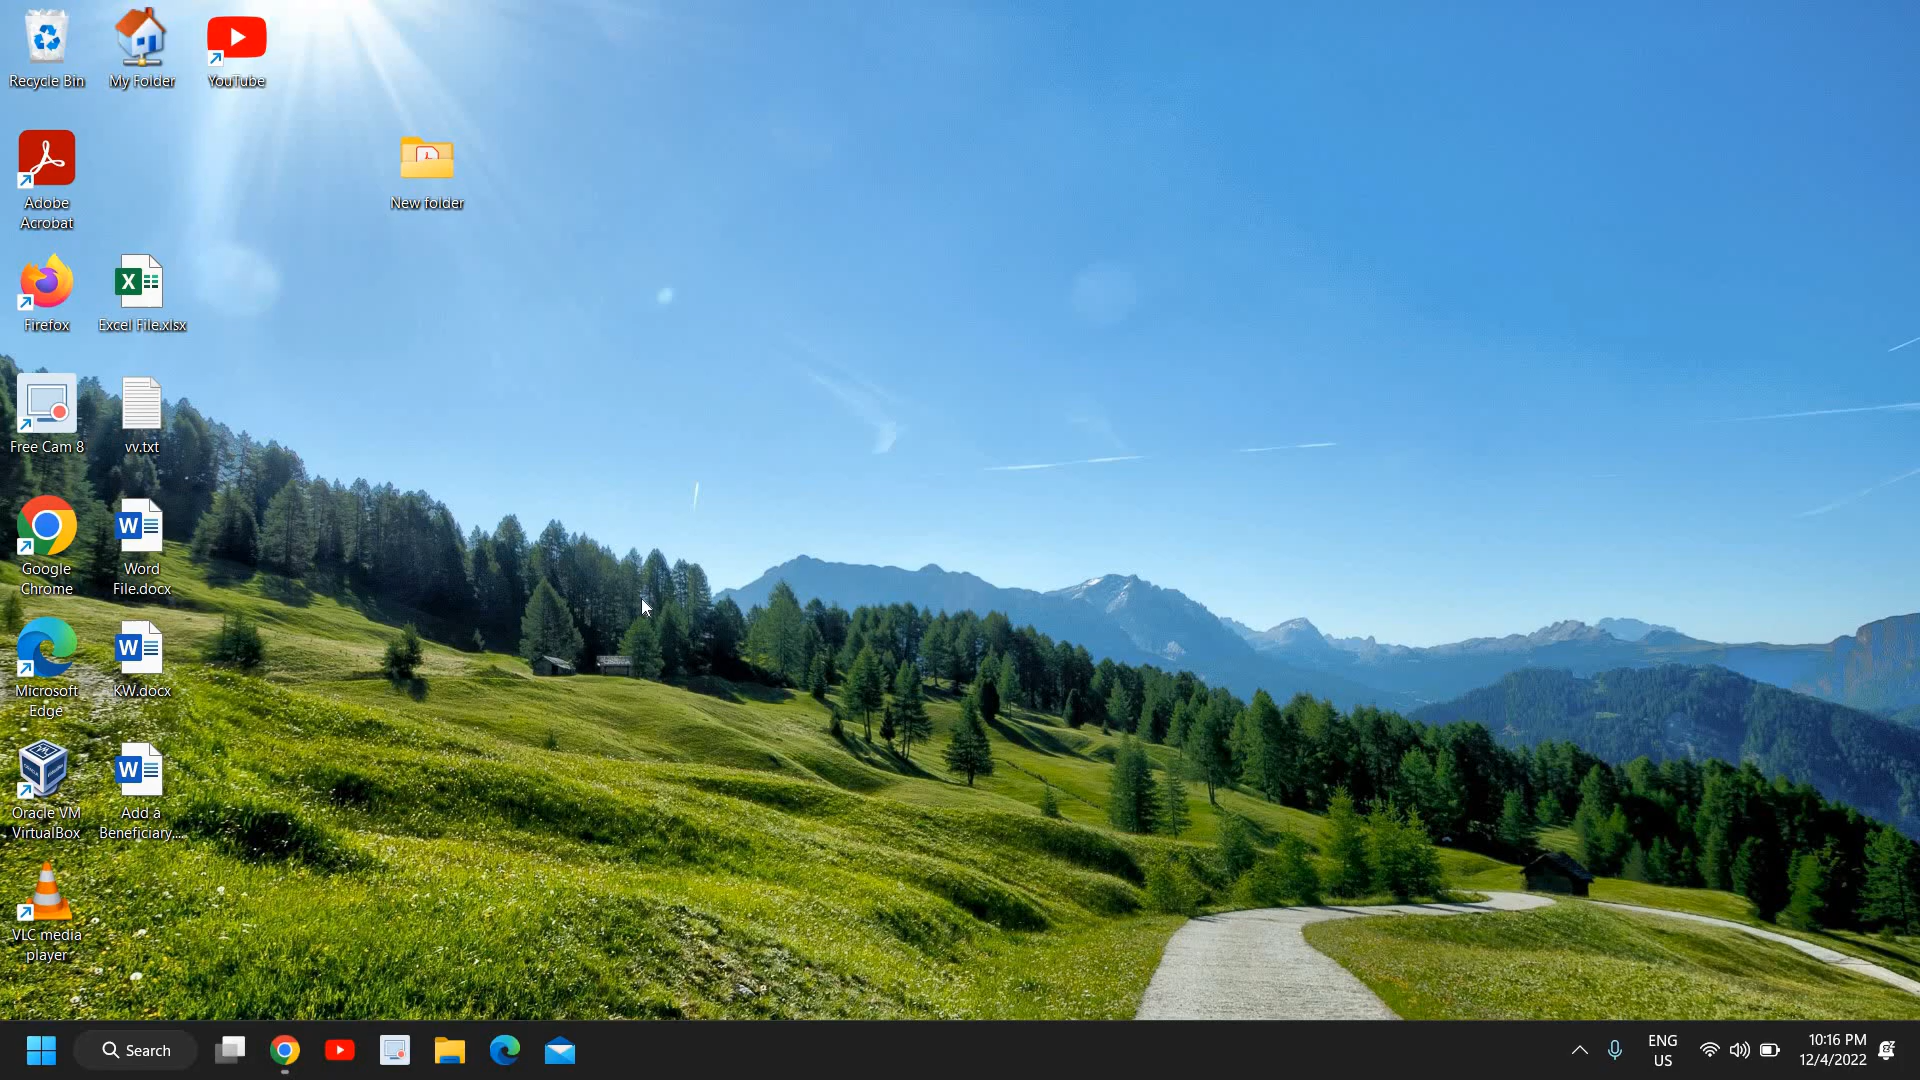 Recycle Bin
My Folder
YouTube
Adobe
Acrobat
New folder
Firefox
Excel File.xlsx
Free Cam 8
vv.txt
Google
Chrome
Word
File.docx
Microsoft
Edge
KW.docx
Oracle VM
VirtualBox
Add a
Beneficiary....
VLC media
player
Search
ENG
US
10:16 PM
12/4/2022